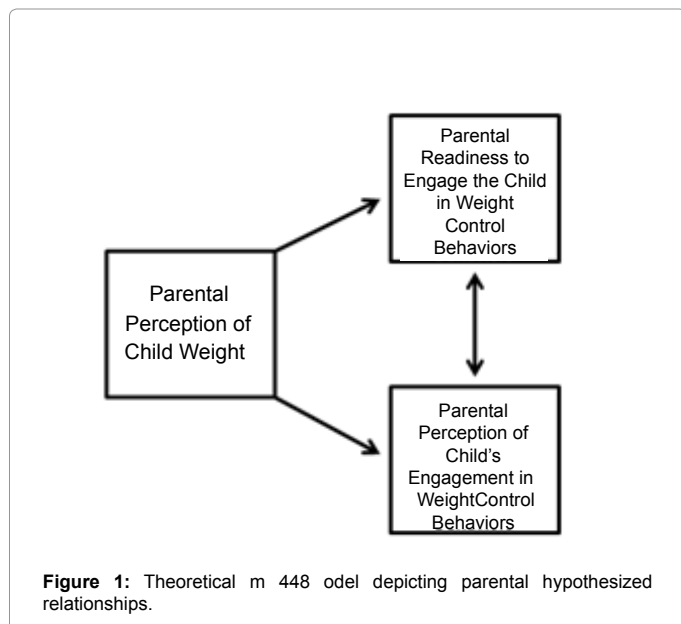 Parental
Readiness to
Engage the Child
in Weight
Control
Behaviors
Parental
Perception of
Child Weight
Parental
Perception of
Child’s
Engagement in
WeightControl
Behaviors
Figure 1: Theoretical m 448 odel depicting parental hypothesized
relationships.